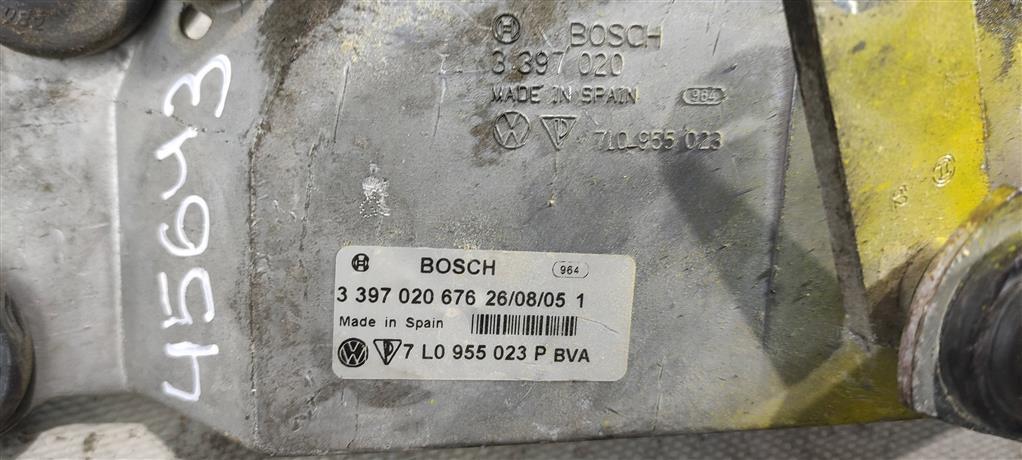 BOSCH
3 397 020
MADE IN SPAIN 964
7L0 955 023
11
45643
BOSCH 964
3 397 020 676 26/08/05 1
Made in Spain
7 L0 955 023 P BVA